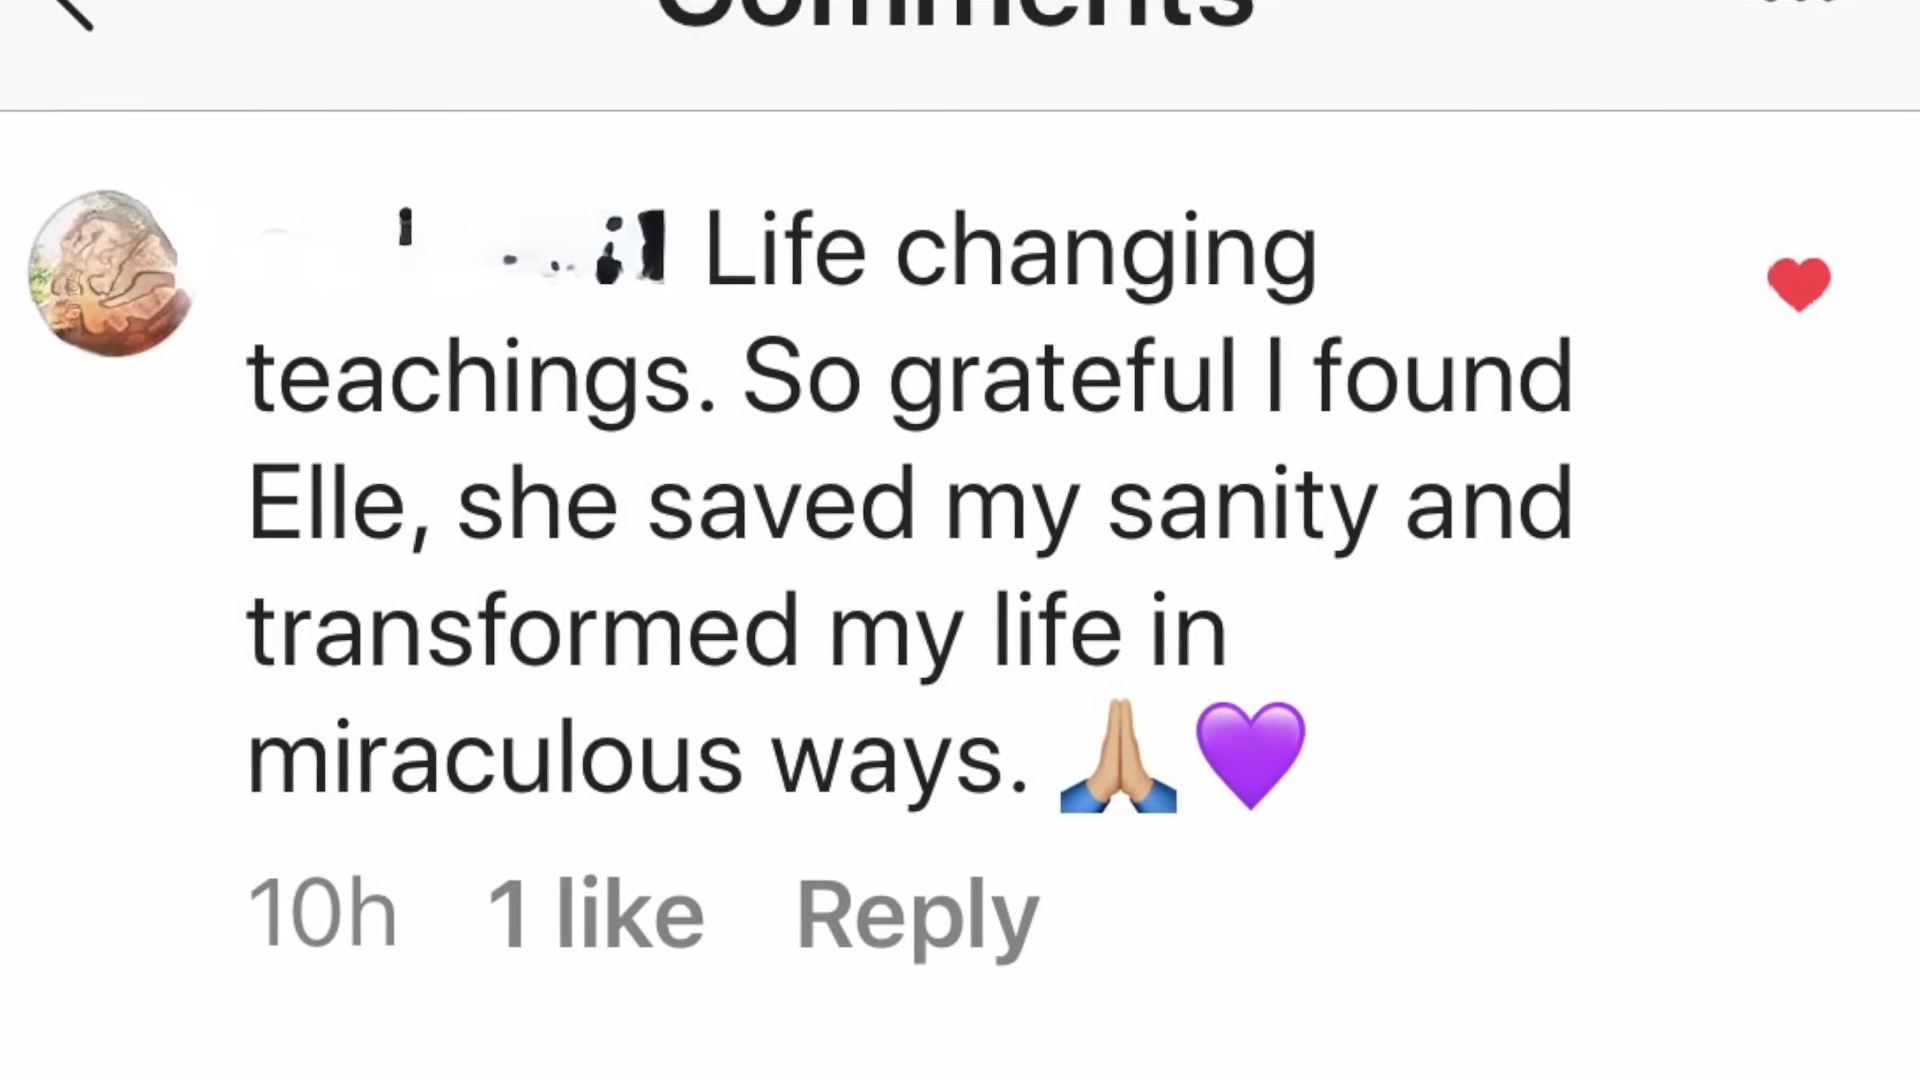 Comments
Life changing
teachings. So grateful I found
Elle, she saved my sanity and
transformed my life in
miraculous ways. 🙏🏼💜
10h 1 like Reply